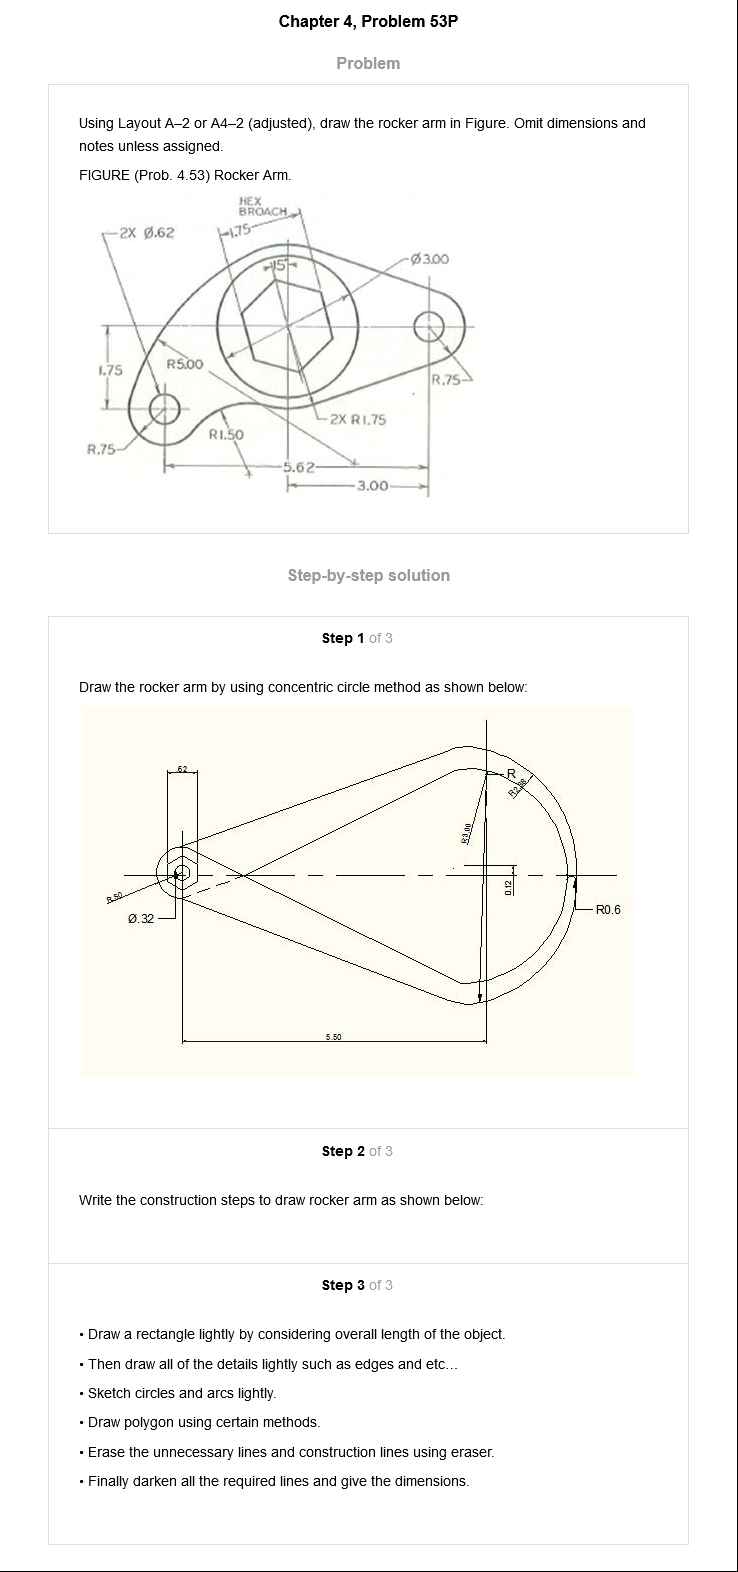 Chapter 4, Problem 53P
Problem
Using Layout A–2 or A4–2 (adjusted), draw the rocker arm in Figure. Omit dimensions and
notes unless assigned.
FIGURE (Prob. 4.53) Rocker Arm.
HEX
BROACH
2X Ø.62
1.75
15°
Ø3.00
1.75
R5.00
R.75
2X R1.75
R1.50
R.75
5.62
3.00
Step-by-step solution
Step 1 of 3
Draw the rocker arm by using concentric circle method as shown below:
.62
R
R3.00
R.50
0.12
Ø.32
R0.6
5.50
Step 2 of 3
Write the construction steps to draw rocker arm as shown below:
Step 3 of 3
• Draw a rectangle lightly by considering overall length of the object.
• Then draw all of the details lightly such as edges and etc…
• Sketch circles and arcs lightly.
• Draw polygon using certain methods.
• Erase the unnecessary lines and construction lines using eraser.
• Finally darken all the required lines and give the dimensions.